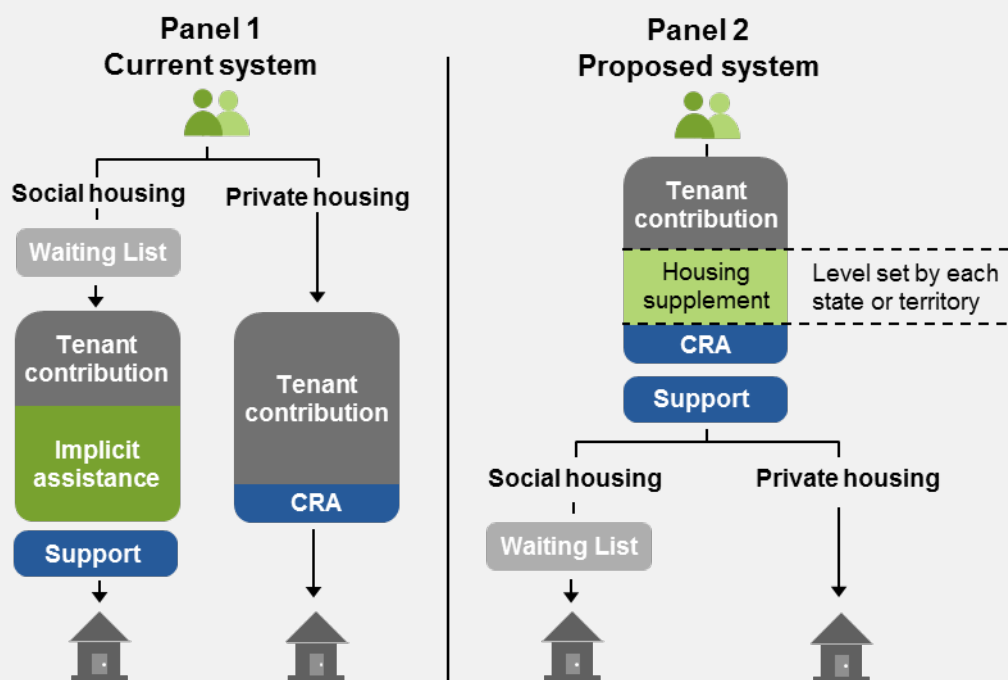 Panel 1
Current system
Social housing
Private housing
Waiting List
Tenant
contribution
Implicit
assistance
Support
Tenant
contribution
CRA
Panel 2
Proposed system
Tenant
contribution
Housing
supplement
Level set by each
state or territory
CRA
Support
Social housing
Private housing
Waiting List